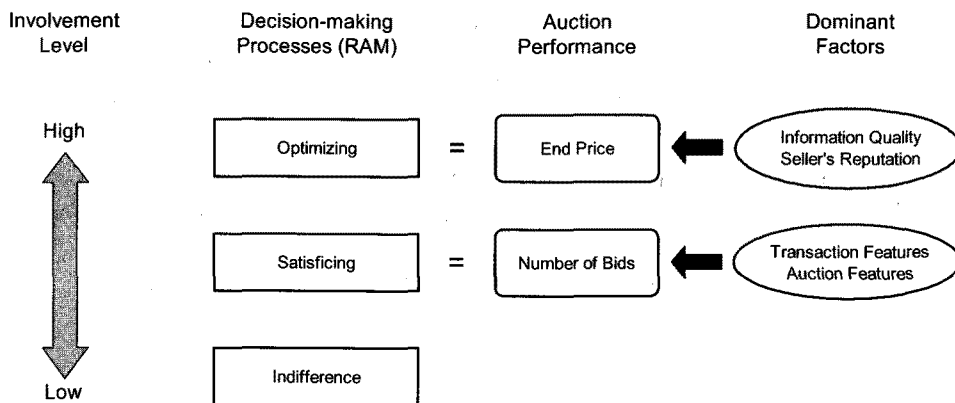 Involvement
Level
Decision-making
Processes (RAM)
Auction
Performance
Dominant
Factors
High
Optimizing
=
End Price
Information Quality
Seller's Reputation
Satisficing
=
Number of Bids
Transaction Features
Auction Features
Indifference
Low